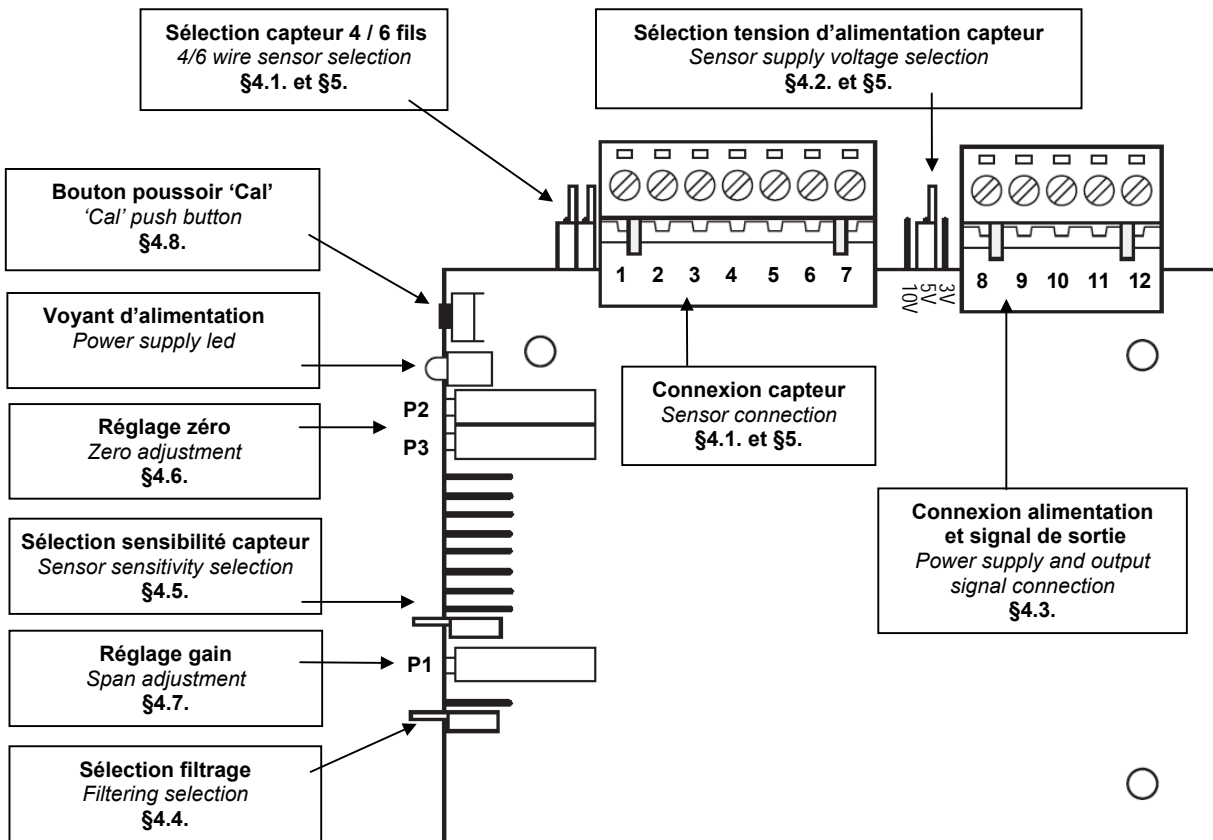 Sélection capteur 4 / 6 fils
4/6 wire sensor selection
§4.1. et §5.
Sélection tension d’alimentation capteur
Sensor supply voltage selection
§4.2. et §5.
Bouton poussoir ‘Cal’
‘Cal’ push button
§4.8.
1 2 3 4 5 6 7
10V
5V
3V
8 9 10 11 12
Voyant d’alimentation
Power supply led
Réglage zéro
Zero adjustment
§4.6.
P2
P3
Connexion capteur
Sensor connection
§4.1. et §5.
Sélection sensibilité capteur
Sensor sensitivity selection
§4.5.
Connexion alimentation
et signal de sortie
Power supply and output
signal connection
§4.3.
Réglage gain
Span adjustment
§4.7.
P1
Sélection filtrage
Filtering selection
§4.4.